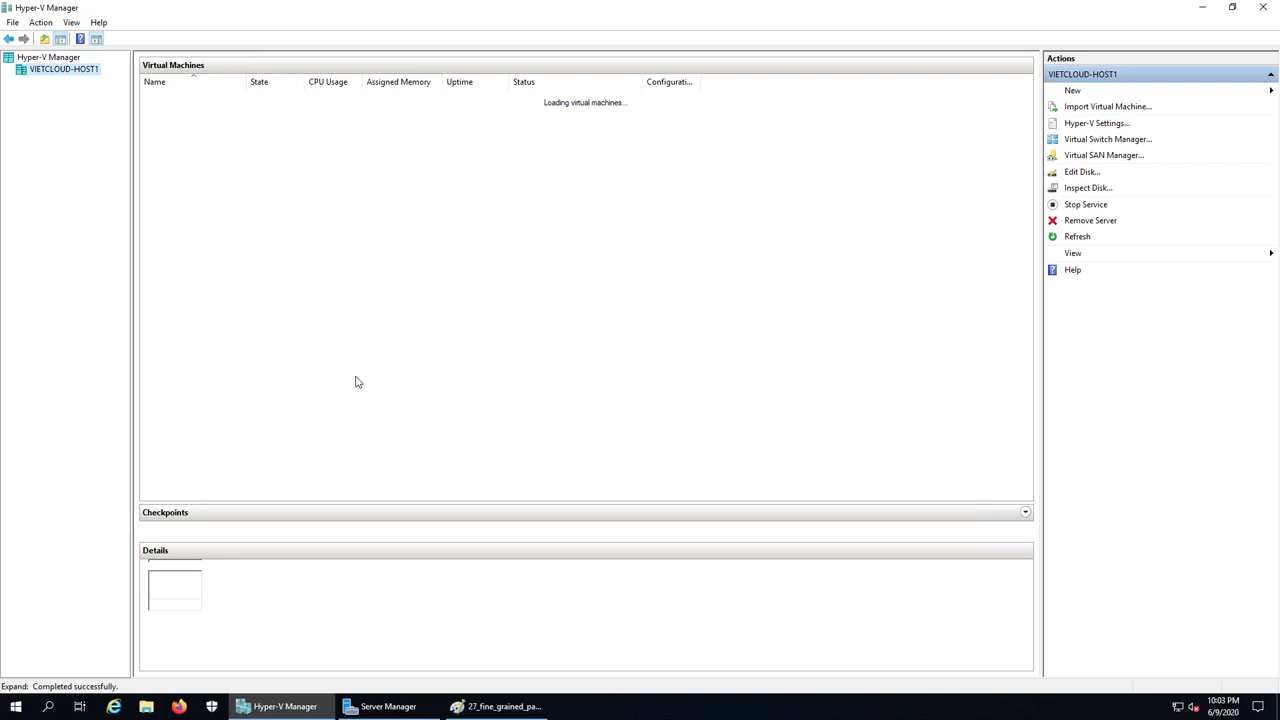 Hyper-V Manager
File Action View Help
Hyper-V Manager
VIETCLOUD-HOST1
Virtual Machines
Name State CPU Usage Assigned Memory Uptime Status Configurati...
Loading virtual machines...
Checkpoints
Details
Actions
VIETCLOUD-HOST1
New
Import Virtual Machine...
Hyper-V Settings...
Virtual Switch Manager...
Virtual SAN Manager...
Edit Disk...
Inspect Disk...
Stop Service
Remove Server
Refresh
View
Help
Expand: Completed successfully.
Hyper-V Manager Server Manager 27_fine_grained_pa...
10:03 PM
6/9/2020